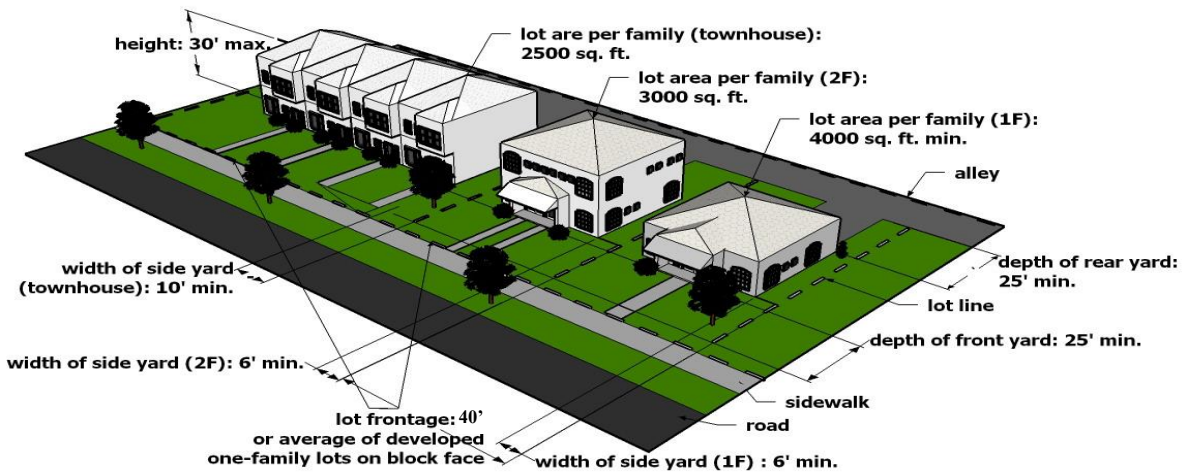 height: 30' max.
lot are per family (townhouse):
2500 sq. ft.
lot area per family (2F):
3000 sq. ft.
lot area per family (1F):
4000 sq. ft. min.
alley
width of side yard
(townhouse): 10' min.
depth of rear yard:
25' min.
lot line
depth of front yard: 25' min.
width of side yard (2F): 6' min.
sidewalk
lot frontage: 40’
or average of developed
one-family lots on block face
road
width of side yard (1F) : 6' min.